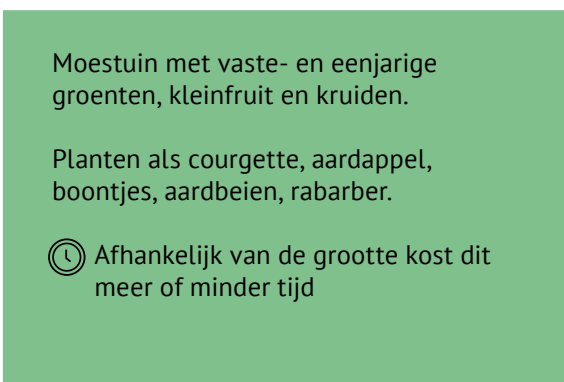 Moestuin met vaste- en eenjarige
groenten, kleinfruit en kruiden.
Planten als courgette, aardappel,
boontjes, aardbeien, rabarber.
Afhankelijk van de grootte kost dit
meer of minder tijd